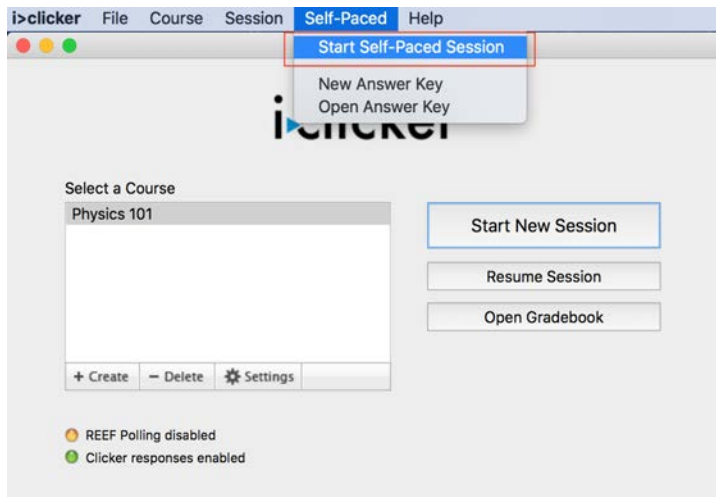 i>clicker File Course Session Self-Paced Help
Start Self-Paced Session
New Answer Key
Open Answer Key
i▸clicker
Select a Course
Physics 101
Start New Session
Resume Session
Open Gradebook
+ Create − Delete Settings
REEF Polling disabled
Clicker responses enabled